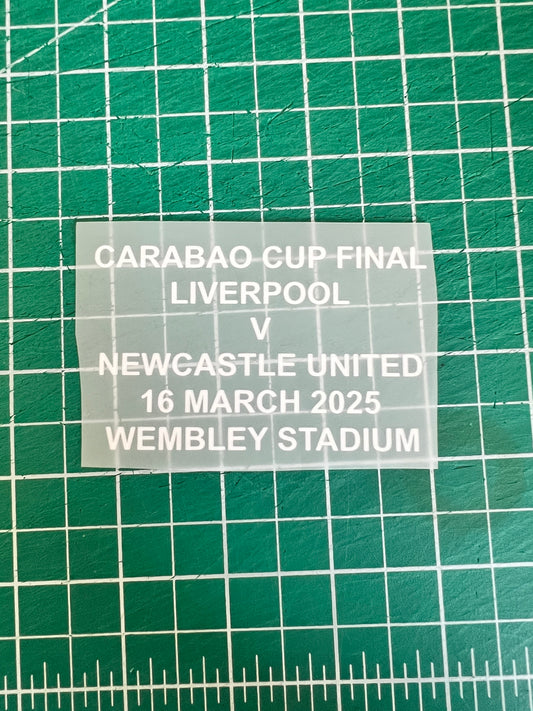 CARABAO CUP FINAL
LIVERPOOL
V
NEWCASTLE UNITED
16 MARCH 2025
WEMBLEY STADIUM